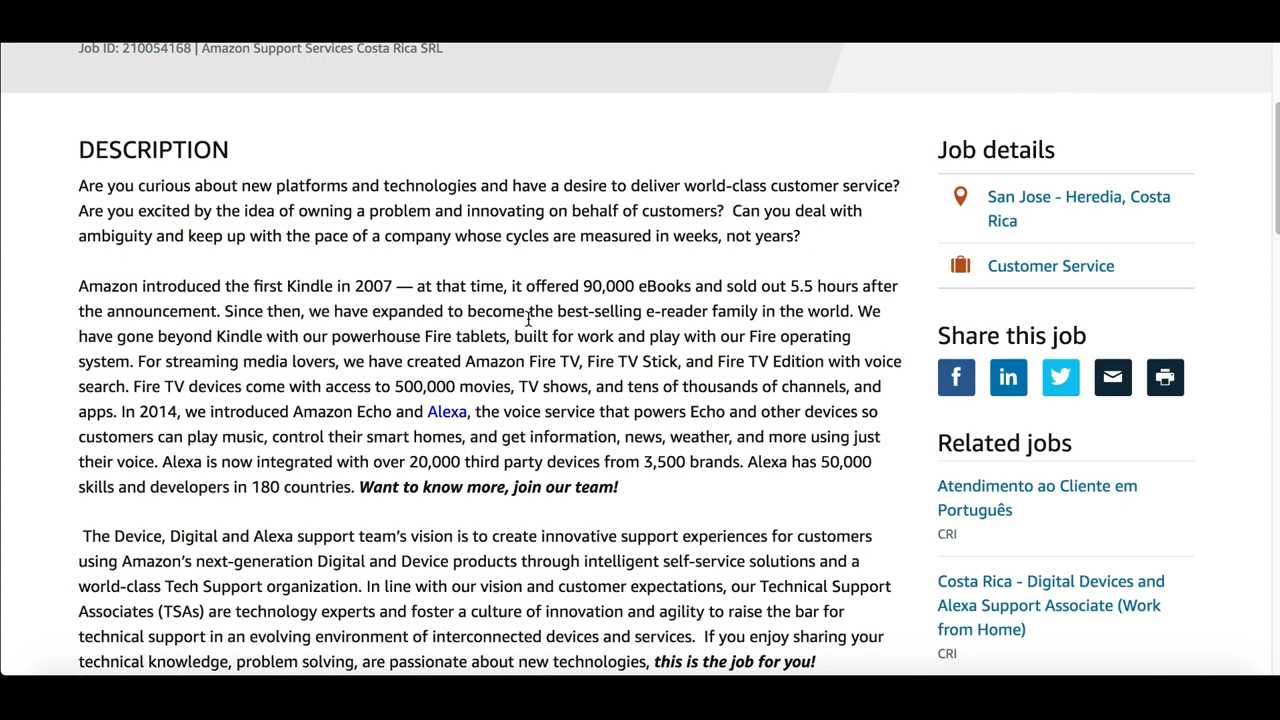 Job ID: 210054168 | Amazon Support Services Costa Rica SRL
DESCRIPTION
Are you curious about new platforms and technologies and have a desire to deliver world-class customer service?
Are you excited by the idea of owning a problem and innovating on behalf of customers?  Can you deal with
ambiguity and keep up with the pace of a company whose cycles are measured in weeks, not years?
Amazon introduced the first Kindle in 2007 — at that time, it offered 90,000 eBooks and sold out 5.5 hours after
the announcement. Since then, we have expanded to become the best-selling e-reader family in the world. We
have gone beyond Kindle with our powerhouse Fire tablets, built for work and play with our Fire operating
system. For streaming media lovers, we have created Amazon Fire TV, Fire TV Stick, and Fire TV Edition with voice
search. Fire TV devices come with access to 500,000 movies, TV shows, and tens of thousands of channels, and
apps. In 2014, we introduced Amazon Echo and Alexa, the voice service that powers Echo and other devices so
customers can play music, control their smart homes, and get information, news, weather, and more using just
their voice. Alexa is now integrated with over 20,000 third party devices from 3,500 brands. Alexa has 50,000
skills and developers in 180 countries. Want to know more, join our team!
The Device, Digital and Alexa support team's vision is to create innovative support experiences for customers
using Amazon's next-generation Digital and Device products through intelligent self-service solutions and a
world-class Tech Support organization. In line with our vision and customer expectations, our Technical Support
Associates (TSAs) are technology experts and foster a culture of innovation and agility to raise the bar for
technical support in an evolving environment of interconnected devices and services.  If you enjoy sharing your
technical knowledge, problem solving, are passionate about new technologies, this is the job for you!
Job details
San Jose - Heredia, Costa
Rica
Customer Service
Share this job
f
in
Related jobs
Atendimento ao Cliente em
Português
CRI
Costa Rica - Digital Devices and
Alexa Support Associate (Work
from Home)
CRI